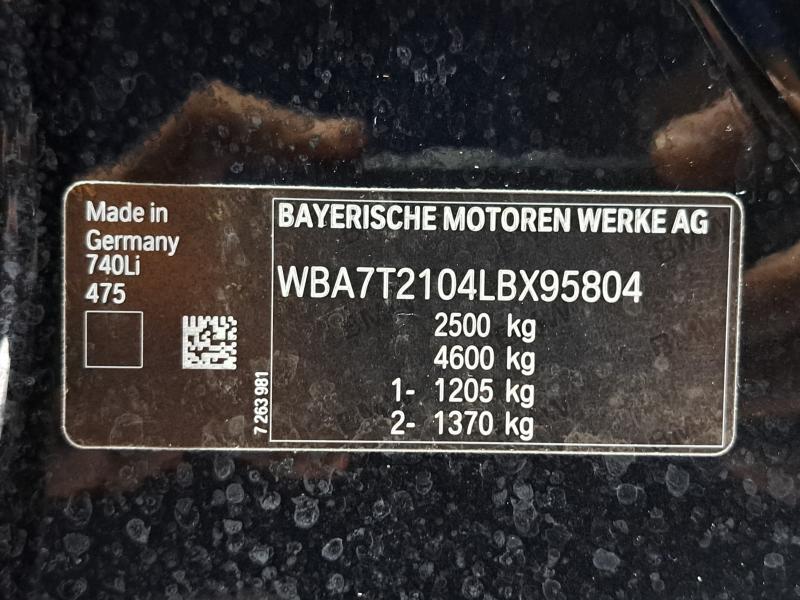 Made in
Germany
740Li
475
7 263 981
BAYERISCHE MOTOREN WERKE AG
WBA7T2104LBX95804
2500 kg
4600 kg
1- 1205 kg
2- 1370 kg